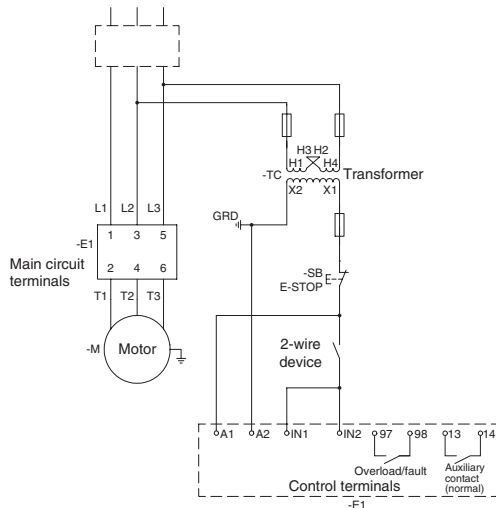 H3 H2
H1 H4
-TC Transformer
X2 X1
L1 L2 L3
GRD
1 3 5
-E1
Main circuit
terminals
2 4 6
-SB
E-STOP
T1 T2 T3
-M Motor
2-wire
device
A1 A2 IN1 IN2 97 98 13 14
Overload/fault
Auxiliary
contact
(normal)
Control terminals
-E1